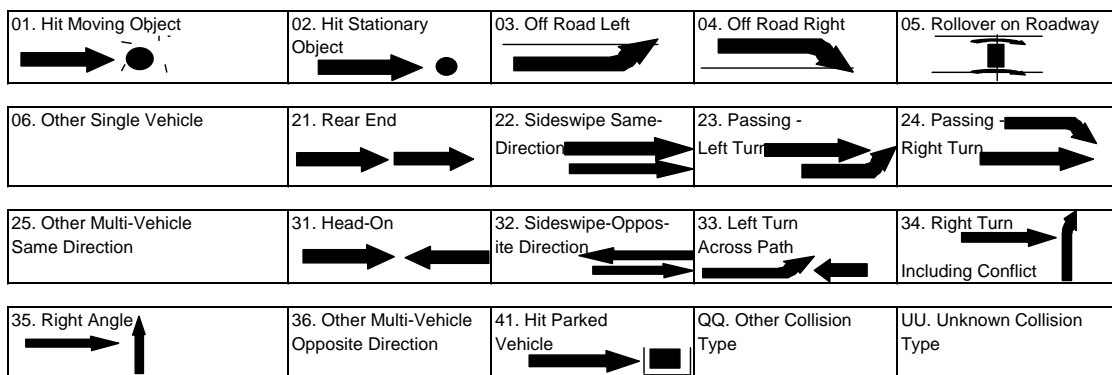 01. Hit Moving Object
02. Hit Stationary
Object
03. Off Road Left
04. Off Road Right
05. Rollover on Roadway
06. Other Single Vehicle
21. Rear End
22. Sideswipe Same-
Direction
23. Passing -
Left Turn
24. Passing -
Right Turn
25. Other Multi-Vehicle
Same Direction
31. Head-On
32. Sideswipe-Oppos-
ite Direction
33. Left Turn
Across Path
34. Right Turn
Including Conflict
35. Right Angle
36. Other Multi-Vehicle
Opposite Direction
41. Hit Parked
Vehicle
QQ. Other Collision
Type
UU. Unknown Collision
Type